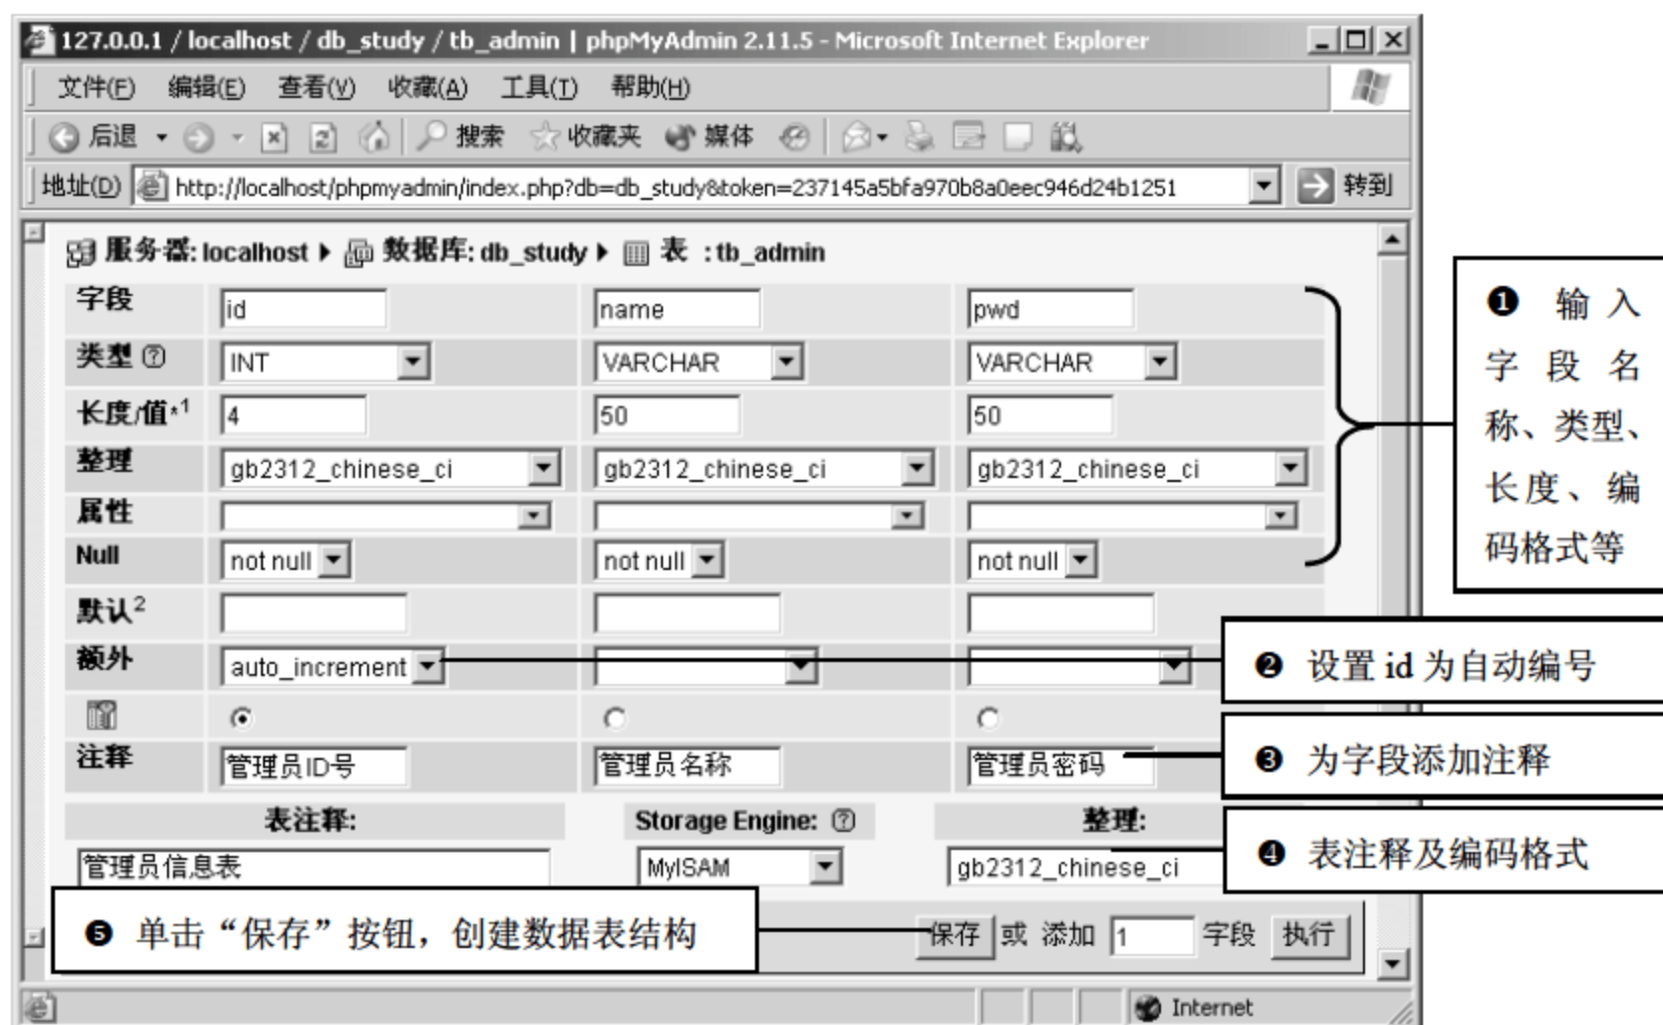 127.0.0.1 / localhost / db_study / tb_admin | phpMyAdmin 2.11.5 - Microsoft Internet Explorer
文件(F) 编辑(E) 查看(V) 收藏(A) 工具(T) 帮助(H)
后退 搜索 收藏夹 媒体
地址(D) http://localhost/phpmyadmin/index.php?db=db_study&token=237145a5bfa970b8a0eec946d24b1251 转到
服务器: localhost 数据库: db_study 表 : tb_admin
字段 id name pwd
类型 INT VARCHAR VARCHAR
长度/值*1 4 50 50
整理 gb2312_chinese_ci gb2312_chinese_ci gb2312_chinese_ci
属性
Null not null not null not null
默认2
额外 auto_increment
注释 管理员ID号 管理员名称 管理员密码
表注释: Storage Engine: 整理:
管理员信息表 MyISAM gb2312_chinese_ci
保存 或 添加 1 字段 执行
Internet
❶ 输入
字段名
称、类型、
长度、编
码格式等
❷ 设置 id 为自动编号
❸ 为字段添加注释
❹ 表注释及编码格式
❺ 单击“保存”按钮，创建数据表结构